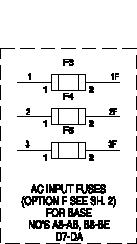 F3
1 1F
1 2
F4
2 2F
1 2
F5
3 3F
1 2
AC INPUT FUSES
(OPTION F SEE SH. 2)
FOR BASE
NO'S A8-AB, B8-BE
D7-DA